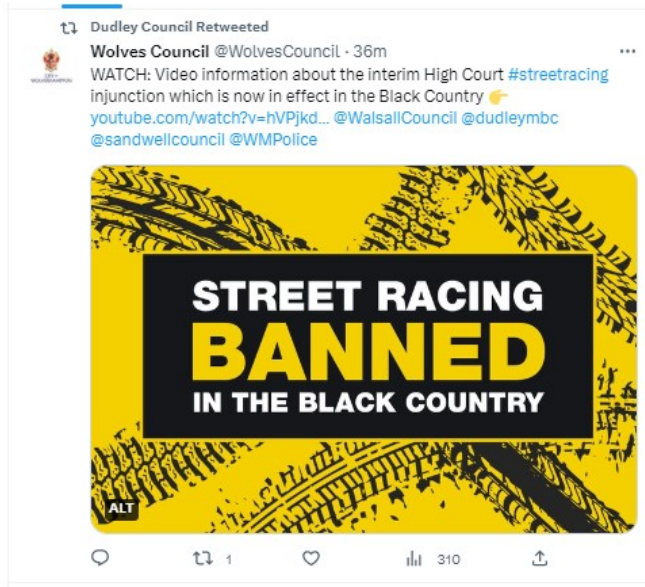 Dudley Council Retweeted
Wolves Council @WolvesCouncil · 36m
WATCH: Video information about the interim High Court #streetracing
injunction which is now in effect in the Black Country 👉
youtube.com/watch?v=hVPjkd... @WalsallCouncil @dudleymbc
@sandwellcouncil @WMPolice
STREET RACING
BANNED
IN THE BLACK COUNTRY
ALT
1
310